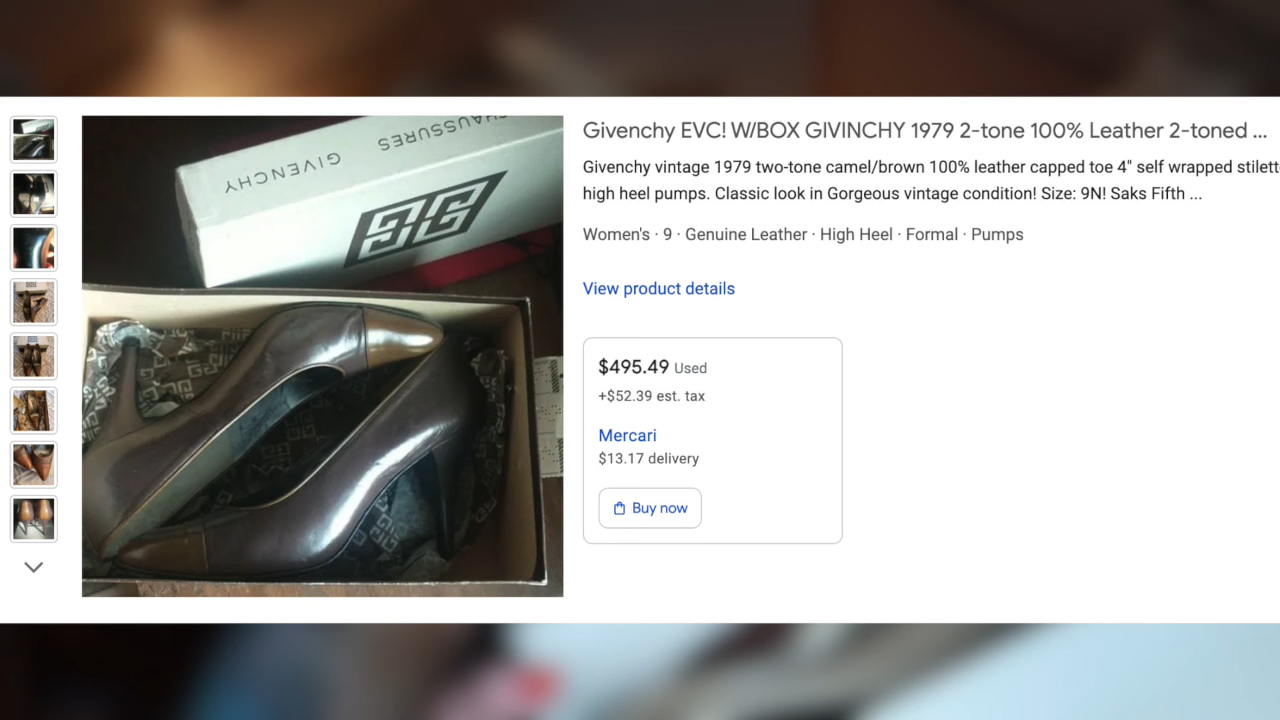 CHAUSSURES
GIVENCHY
Givenchy EVC! W/BOX GIVINCHY 1979 2-tone 100% Leather 2-toned ...
Givenchy vintage 1979 two-tone camel/brown 100% leather capped toe 4" self wrapped stilett
high heel pumps. Classic look in Gorgeous vintage condition! Size: 9N! Saks Fifth ...
Women's · 9 · Genuine Leather · High Heel · Formal · Pumps
View product details
$495.49 Used
+$52.39 est. tax
Mercari
$13.17 delivery
Buy now